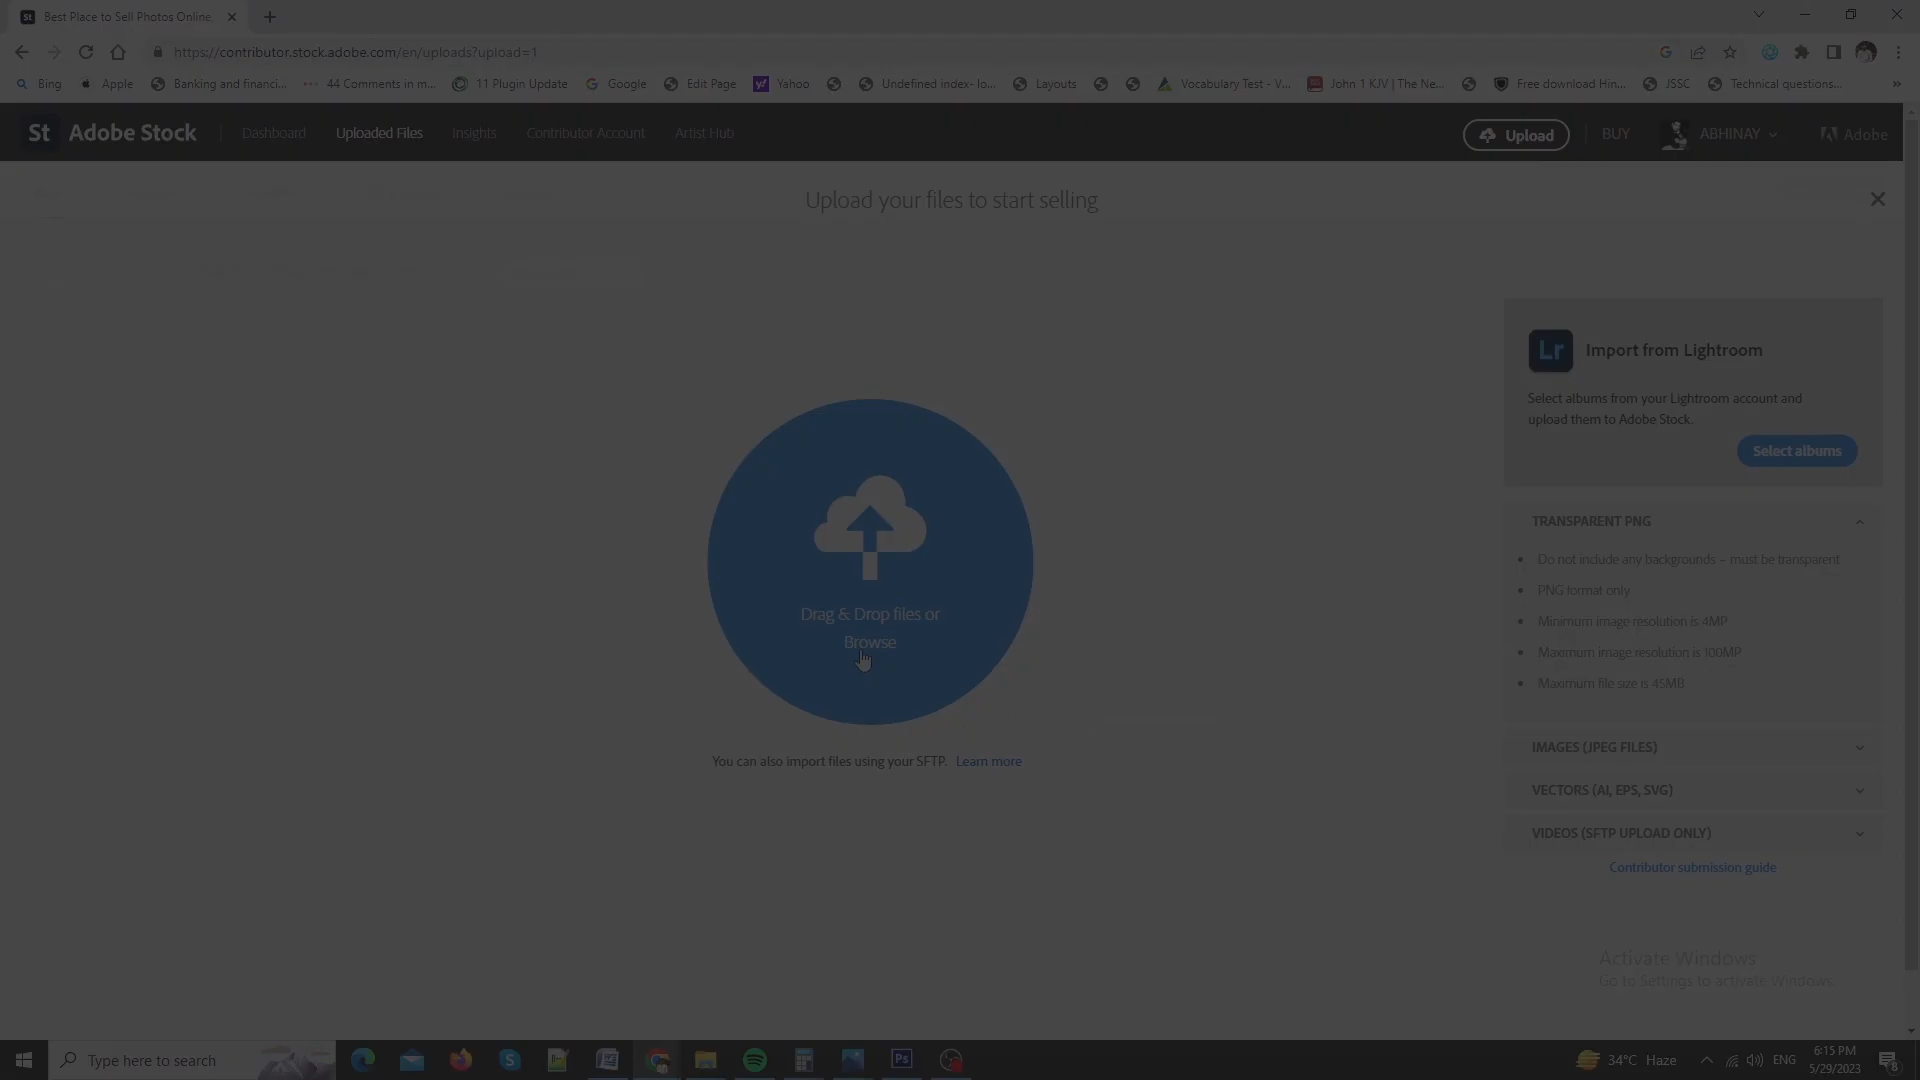 St Best Place to Sell Photos Online
https://contributor.stock.adobe.com/en/uploads?upload=1
Bing Apple Banking and financi... 44 Comments in m... 11 Plugin Update Google Edit Page Yahoo Undefined index- lo... Layouts Vocabulary Test - V... John 1 KJV | The Ne... Free download Hin... JSSC Technical questions... »
St Adobe Stock Dashboard Uploaded Files Insights Contributor Account Artist Hub Upload BUY ABHINAY Adobe
Upload your files to start selling
Lr Import from Lightroom
Select albums from your Lightroom account and
upload them to Adobe Stock.
Select albums
Drag & Drop files or
Browse
You can also import files using your SFTP. Learn more
TRANSPARENT PNG
Do not include any backgrounds – must be transparent
PNG format only
Minimum image resolution is 4MP
Maximum image resolution is 100MP
Maximum file size is 45MB
IMAGES (JPEG FILES)
VECTORS (AI, EPS, SVG)
VIDEOS (SFTP UPLOAD ONLY)
Contributor submission guide
Activate Windows
Go to Settings to activate Windows.
Type here to search Ps 34°C Haze ENG 6:15 PM
5/29/2023 8